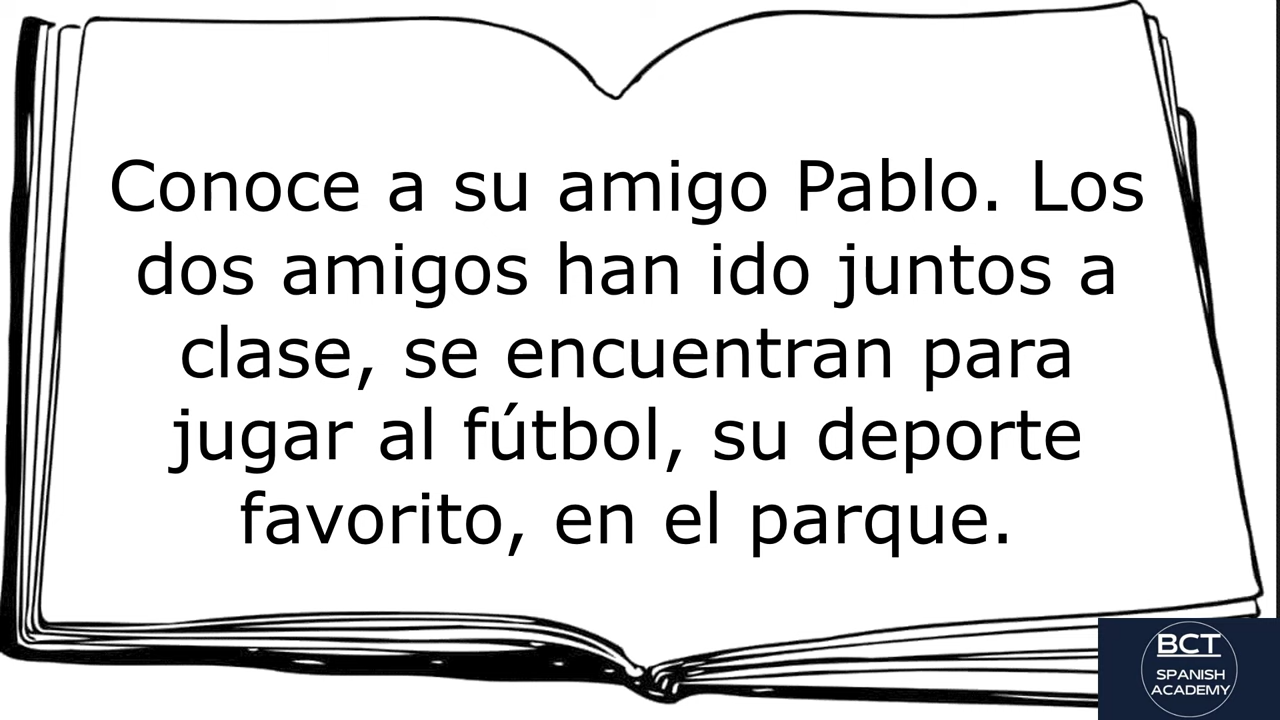 Conoce a su amigo Pablo. Los
dos amigos han ido juntos a
clase, se encuentran para
jugar al fútbol, su deporte
favorito, en el parque.
BCT
SPANISH
ACADEMY